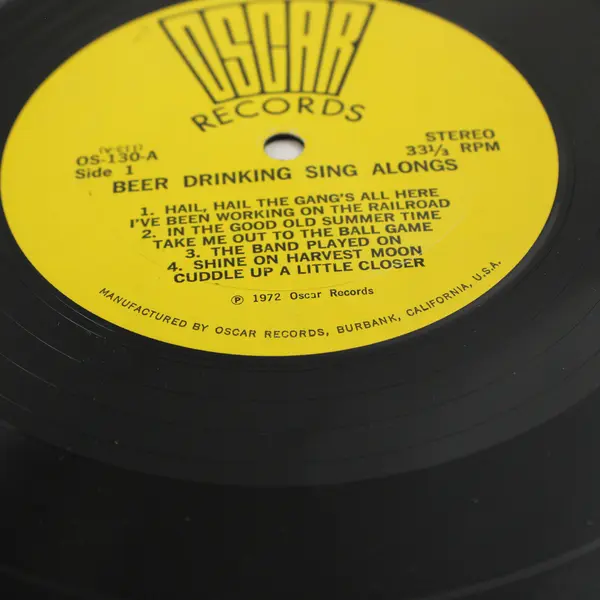 OSCAR
RECORDS
OS-130-A
Side 1
STEREO
33⅓ RPM
BEER DRINKING SING ALONGS
1. HAIL, HAIL THE GANG'S ALL HERE
I'VE BEEN WORKING ON THE RAILROAD
2. IN THE GOOD OLD SUMMER TIME
TAKE ME OUT TO THE BALL GAME
3. THE BAND PLAYED ON
4. SHINE ON HARVEST MOON
CUDDLE UP A LITTLE CLOSER
℗ 1972 Oscar Records
MANUFACTURED BY OSCAR RECORDS, BURBANK, CALIFORNIA, U.S.A.